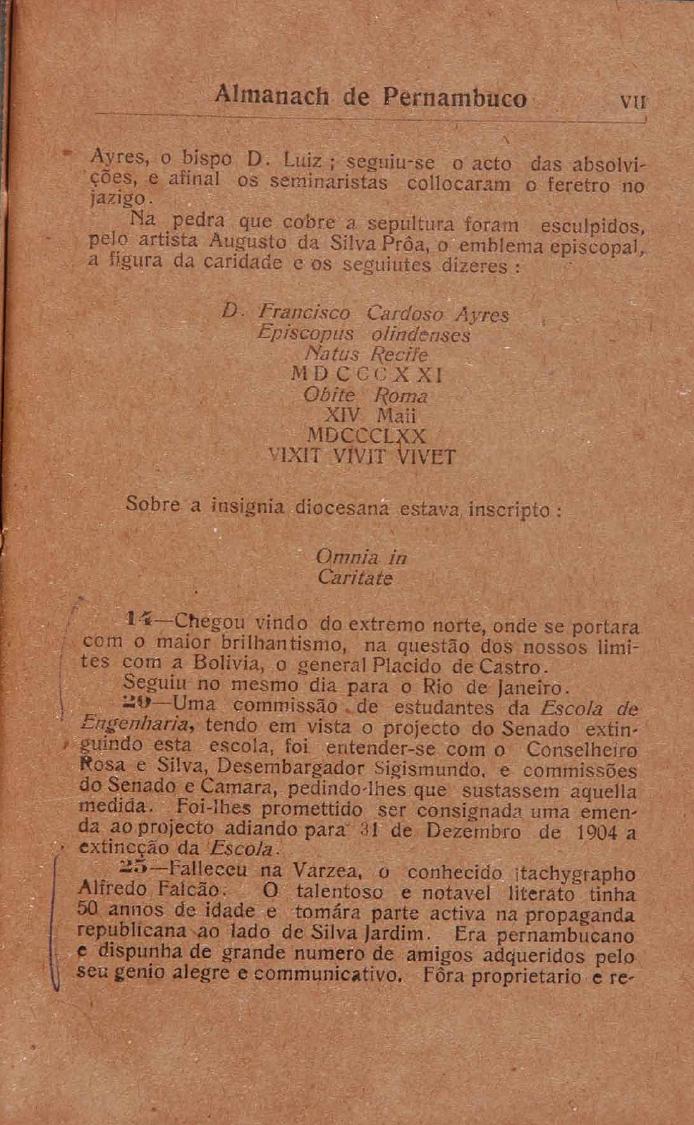 Almanach de Pernambuco VII
Ayres, o bispo D. Luiz ; seguiu-se o acto das absolvi-
ções, e afinal os seminaristas collocaram o feretro no
jazigo.
Na pedra que cobre a sepultura foram esculpidos,
pelo artista Augusto da Silva Prôa, o emblema episcopal,
a figura da caridade e os seguiutes dizeres :
D. Francisco Cardoso Ayres
Episcopus olindenses
Natus Recife
MDCCCXXI
Obite Roma
XIV Maii
MDCCCLXX
VIXIT VIVIT VIVET
Sobre a insignia diocesana estava inscripto :
Omnia in
Caritate
14—Chegou vindo do extremo norte, onde se portara
com o maior brilhantismo, na questão dos nossos limi-
tes com a Bolivia, o general Placido de Castro.
Seguiu no mesmo dia para o Rio de Janeiro.
20—Uma commissão de estudantes da Escola de
Engenharia, tendo em vista o projecto do Senado extin-
guindo esta escola, foi entender-se com o Conselheiro
Rosa e Silva, Desembargador Sigismundo, e commissões
do Senado e Camara, pedindo-lhes que sustassem aquella
medida. Foi-lhes promettido ser consignada uma emen-
da ao projecto adiando para 31 de Dezembro de 1904 a
extincção da Escola.
25—Falleceu na Varzea, o conhecido tachygrapho
Alfredo Falcão. O talentoso e notavel literato tinha
50 annos de idade e tomára parte activa na propaganda
republicana ao lado de Silva Jardim. Era pernambucano
e dispunha de grande numero de amigos adqueridos pelo
seu genio alegre e communicativo. Fôra proprietario e re-